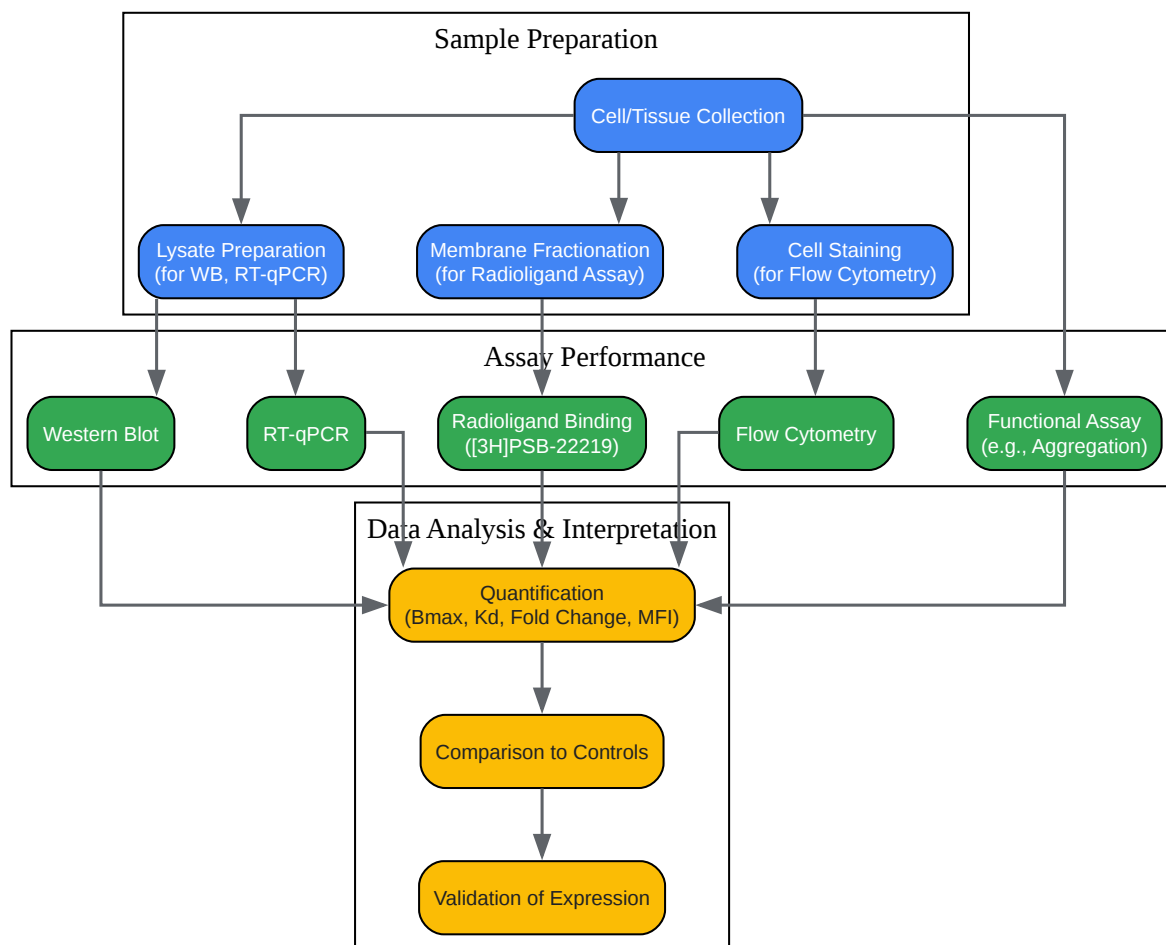 Sample Preparation
Cell/Tissue Collection
Lysate Preparation
(for WB, RT-qPCR)
Membrane Fractionation
(for Radioligand Assay)
Cell Staining
(for Flow Cytometry)
Assay Performance
Western Blot
RT-qPCR
Radioligand Binding
([3H]PSB-22219)
Flow Cytometry
Functional Assay
(e.g., Aggregation)
Data Analysis & Interpretation
Quantification
(Bmax, Kd, Fold Change, MFI)
Comparison to Controls
Validation of Expression